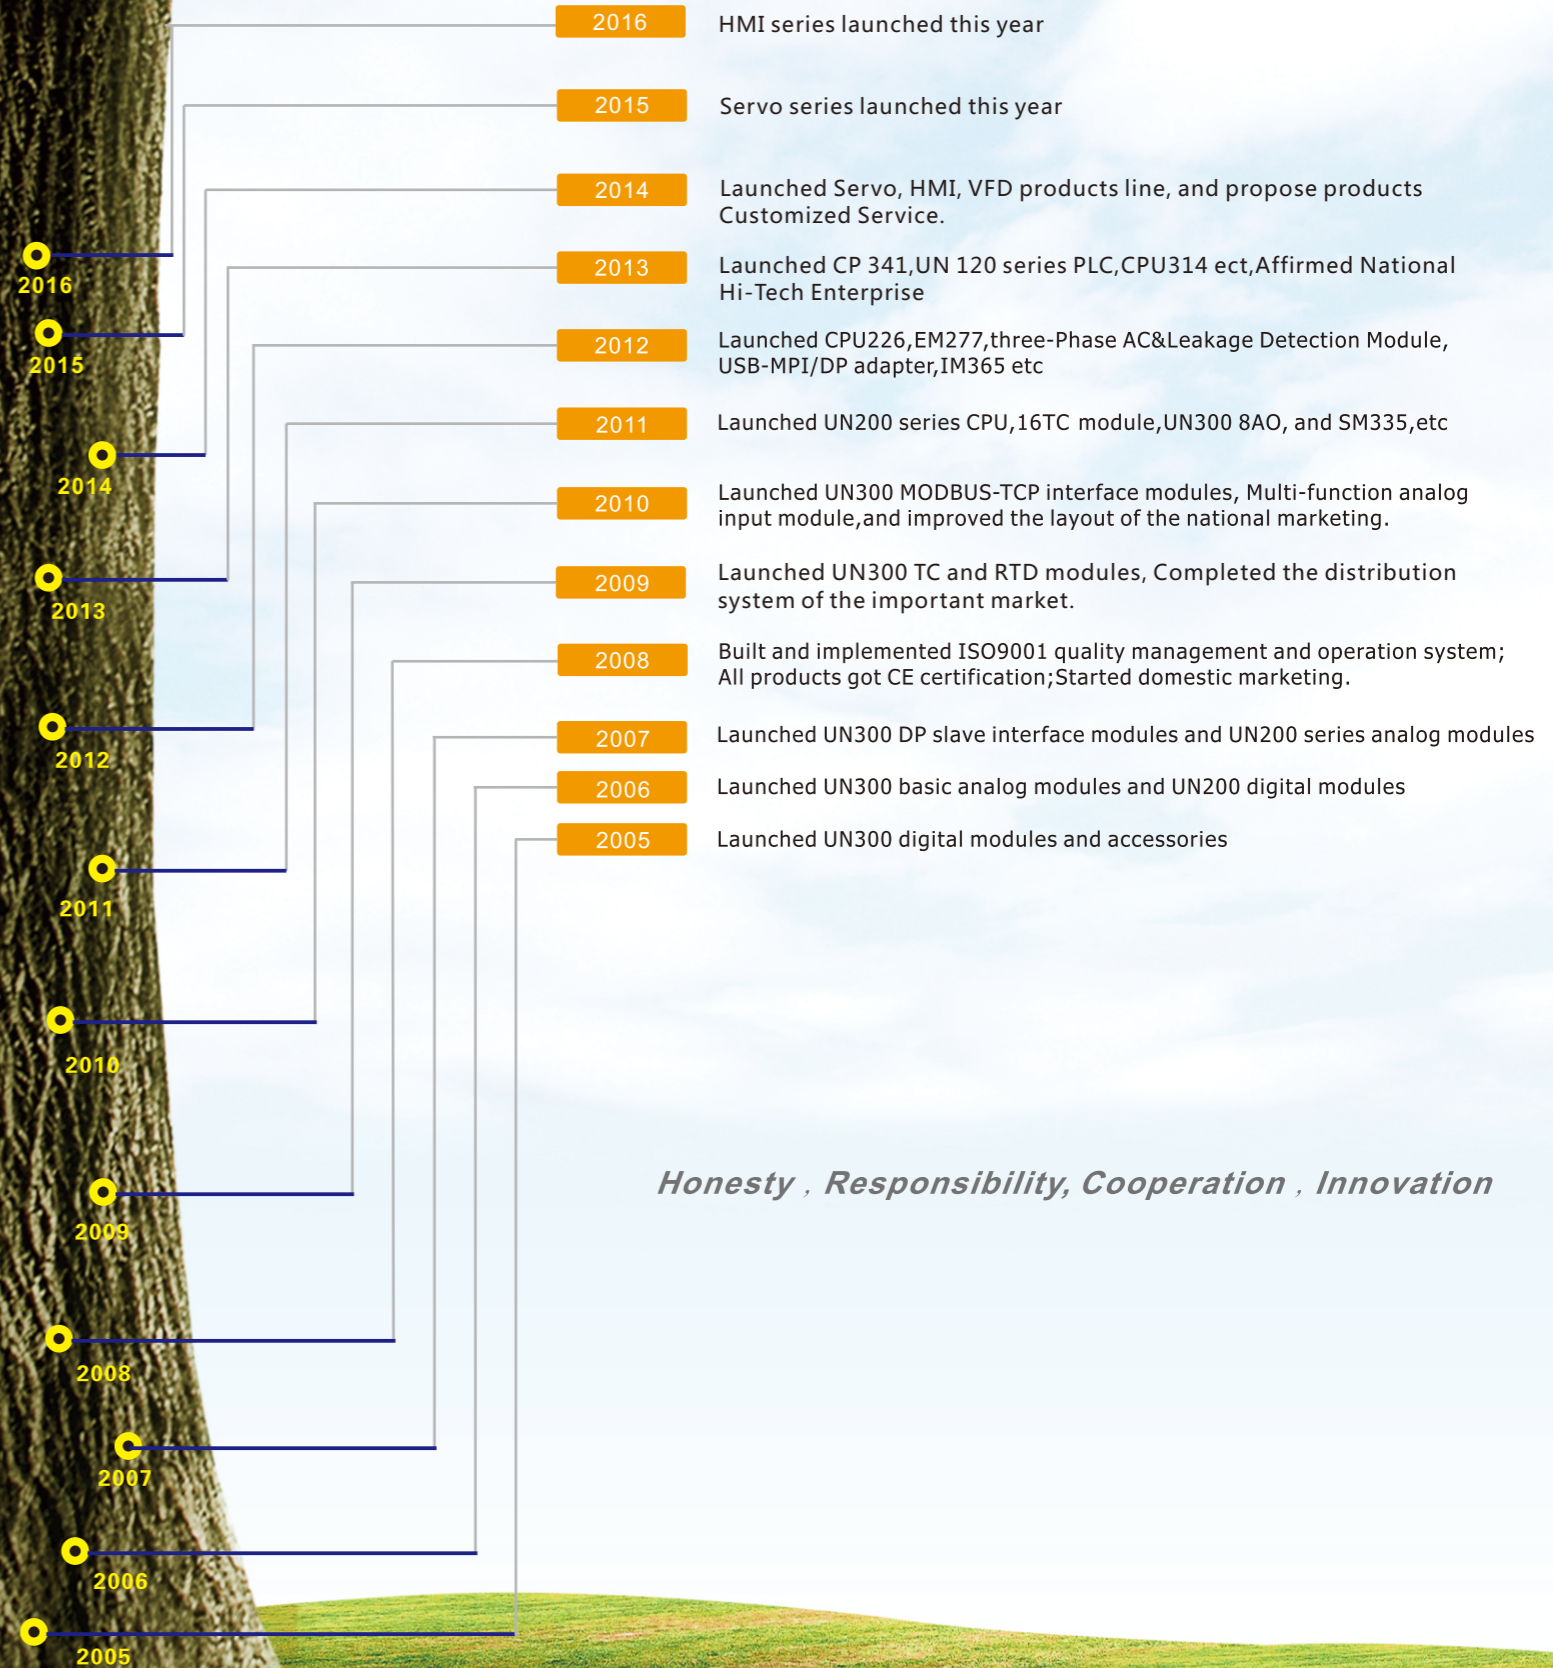 2016 HMI series launched this year
2015 Servo series launched this year
2014 Launched Servo, HMI, VFD products line, and propose products
Customized Service.
2013 Launched CP 341,UN 120 series PLC,CPU314 ect,Affirmed National
Hi-Tech Enterprise
2012 Launched CPU226,EM277,three-Phase AC&Leakage Detection Module,
USB-MPI/DP adapter,IM365 etc
2011 Launched UN200 series CPU,16TC module,UN300 8AO, and SM335,etc
2010 Launched UN300 MODBUS-TCP interface modules, Multi-function analog
input module,and improved the layout of the national marketing.
2009 Launched UN300 TC and RTD modules, Completed the distribution
system of the important market.
2008 Built and implemented ISO9001 quality management and operation system;
All products got CE certification;Started domestic marketing.
2007 Launched UN300 DP slave interface modules and UN200 series analog modules
2006 Launched UN300 basic analog modules and UN200 digital modules
2005 Launched UN300 digital modules and accessories
2016
2015
2014
2013
2012
2011
2010
2009
2008
2007
2006
2005
Honesty , Responsibility, Cooperation , Innovation